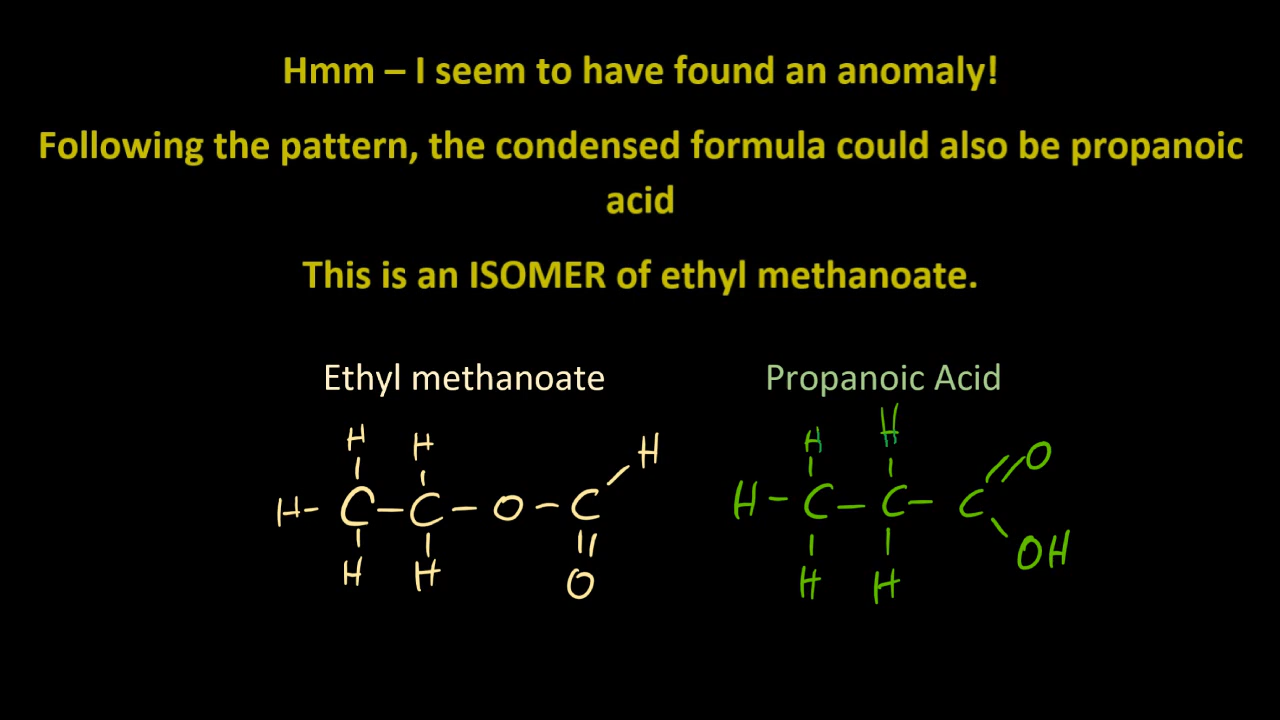 Hmm – I seem to have found an anomaly!
Following the pattern, the condensed formula could also be propanoic
acid
This is an ISOMER of ethyl methanoate.
Ethyl methanoate Propanoic Acid
H H H H H O
H - C - C - O - C H - C - C - C
H H O H H OH